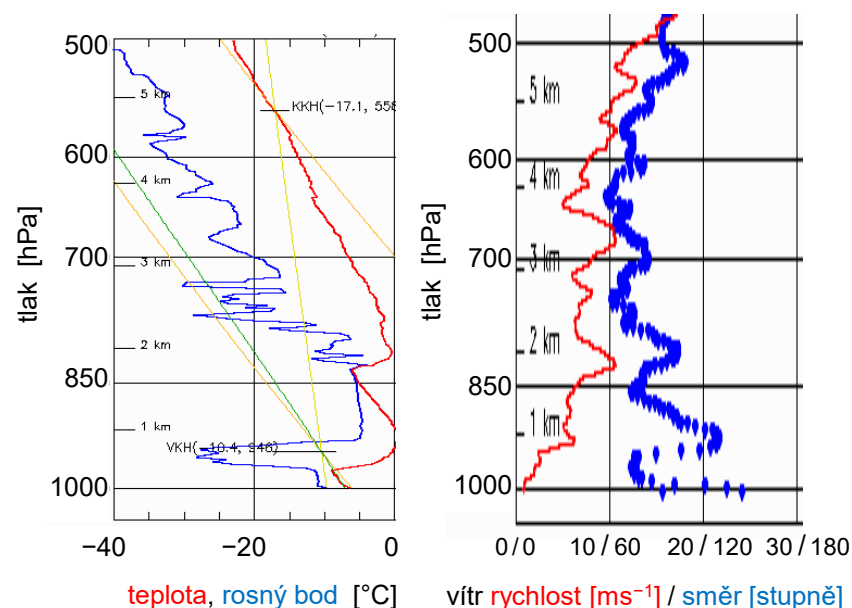 500
600
700
850
1000
tlak [hPa]
5 km
4 km
3 km
2 km
1 km
KKH(−17.1, 558
VKH(−10.4, 948)
−40
−20
0
teplota, rosný bod [°C]
500
600
700
850
1000
tlak [hPa]
5 km
4 km
3 km
2 km
1 km
0 / 0
10 / 60
20 / 120
30 / 180
vítr rychlost [ms⁻¹] / směr [stupně]